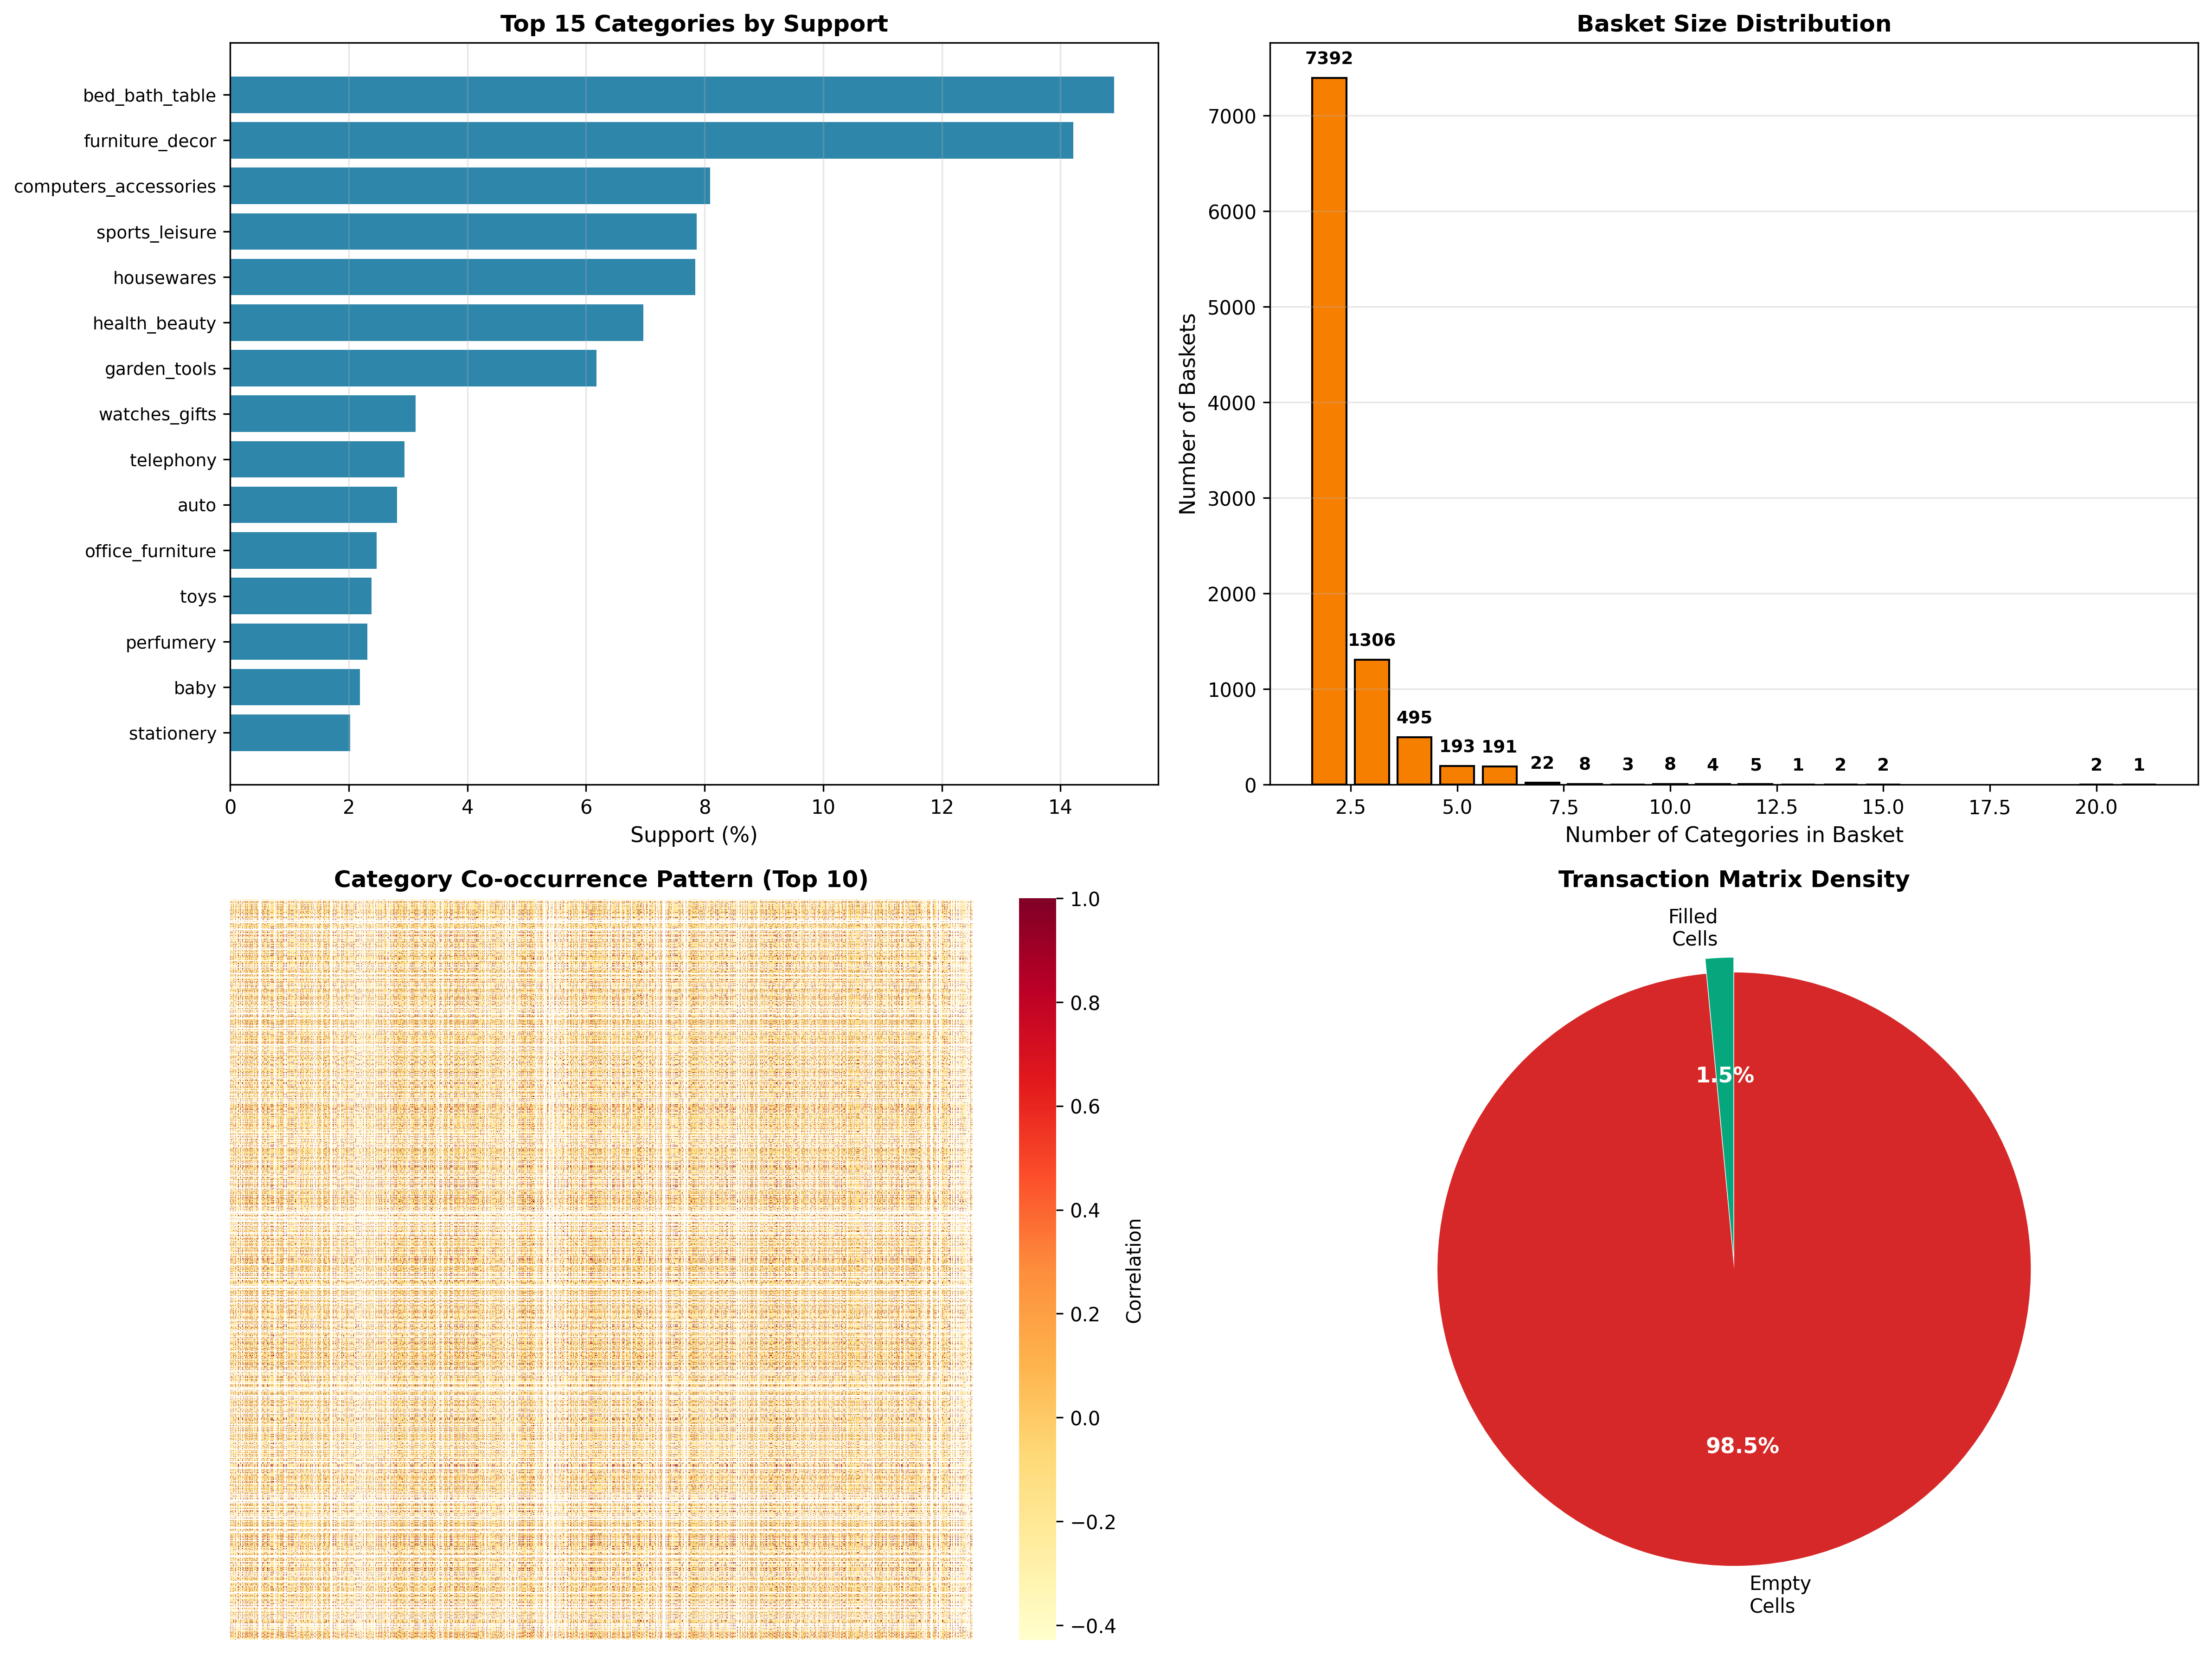 Top 15 Categories by Support
bed_bath_table
furniture_decor
computers_accessories
sports_leisure
housewares
health_beauty
garden_tools
watches_gifts
telephony
auto
office_furniture
toys
perfumery
baby
stationery
0 2 4 6 8 10 12 14
Support (%)
Basket Size Distribution
Number of Baskets
7000
6000
5000
4000
3000
2000
1000
0
7392
1306
495
193 191 22 8 3 8 4 5 1 2 2 2 1
2.5 5.0 7.5 10.0 12.5 15.0 17.5 20.0
Number of Categories in Basket
Category Co-occurrence Pattern (Top 10)
1.0
0.8
0.6
0.4
0.2
0.0
−0.2
−0.4
Correlation
Transaction Matrix Density
Filled
Cells
1.5%
98.5%
Empty
Cells